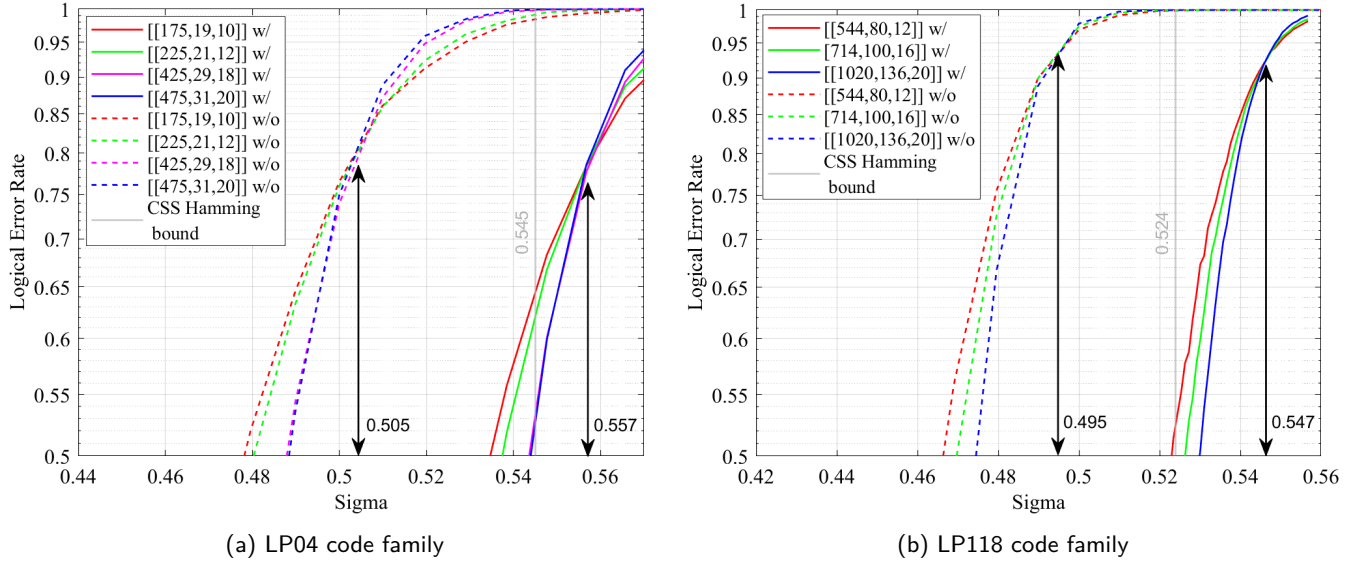 Logical Error Rate
1
0.95
0.9
0.85
0.8
0.75
0.7
0.65
0.6
0.55
0.5
[[175,19,10]] w/
[[225,21,12]] w/
[[425,29,18]] w/
[[475,31,20]] w/
[[175,19,10]] w/o
[[225,21,12]] w/o
[[425,29,18]] w/o
[[475,31,20]] w/o
CSS Hamming
bound
0.545
0.505
0.557
0.44
0.46
0.48
0.5
0.52
0.54
0.56
Sigma
(a) LP04 code family
Logical Error Rate
1
0.95
0.9
0.85
0.8
0.75
0.7
0.65
0.6
0.55
0.5
[[544,80,12]] w/
[[714,100,16]] w/
[[1020,136,20]] w/
[[544,80,12]] w/o
[714,100,16]] w/o
[[1020,136,20]] w/o
CSS Hamming
bound
0.524
0.495
0.547
0.42
0.44
0.46
0.48
0.5
0.52
0.54
0.56
Sigma
(b) LP118 code family